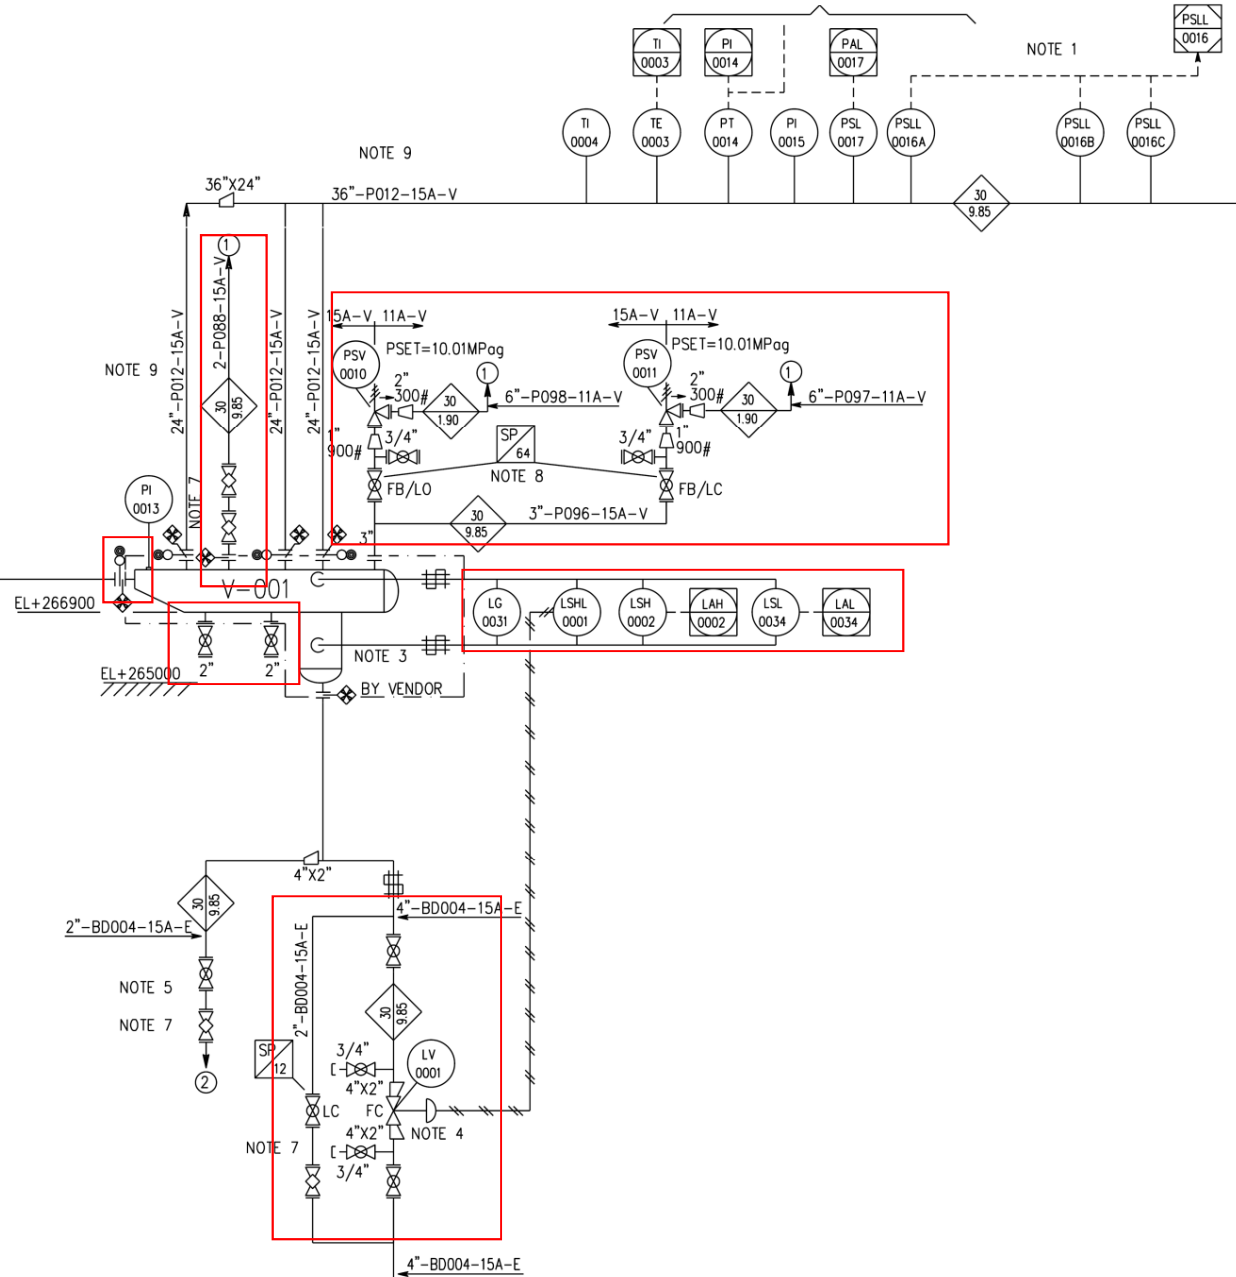 TI
0003
PI
0014
PAL
0017
PSLL
0016
NOTE 1
TI
0004
TE
0003
PT
0014
PI
0015
PSL
0017
PSLL
0016A
PSLL
0016B
PSLL
0016C
NOTE 9
36"X24"
36"-P012-15A-V
30
9.85
1
24"-P012-15A-V
2-P088-15A-V
24"-P012-15A-V
24"-P012-15A-V
NOTE 9
30
9.85
NOTE 7
15A-V
11A-V
PSV
0010
PSET=10.01MPag
2"
300#
30
1.90
1
6"-P098-11A-V
1"
900#
3/4"
FB/LO
15A-V
11A-V
PSV
0011
PSET=10.01MPag
2"
300#
30
1.90
1
6"-P097-11A-V
3/4"
1"
900#
FB/LC
SP
64
NOTE 8
3"-P096-15A-V
30
9.85
3"
PI
0013
V-001
EL+266900
EL+265000
2"
2"
NOTE 3
BY VENDOR
LG
0031
LSHL
0001
LSH
0002
LAH
0002
LSL
0034
LAL
0034
4"X2"
30
9.85
2"-BD004-15A-E
NOTE 5
NOTE 7
2
4"-BD004-15A-E
2"-BD004-15A-E
30
9.85
SP
12
3/4"
4"X2"
LV
0001
LC
FC
NOTE 4
4"X2"
NOTE 7
3/4"
4"-BD004-15A-E